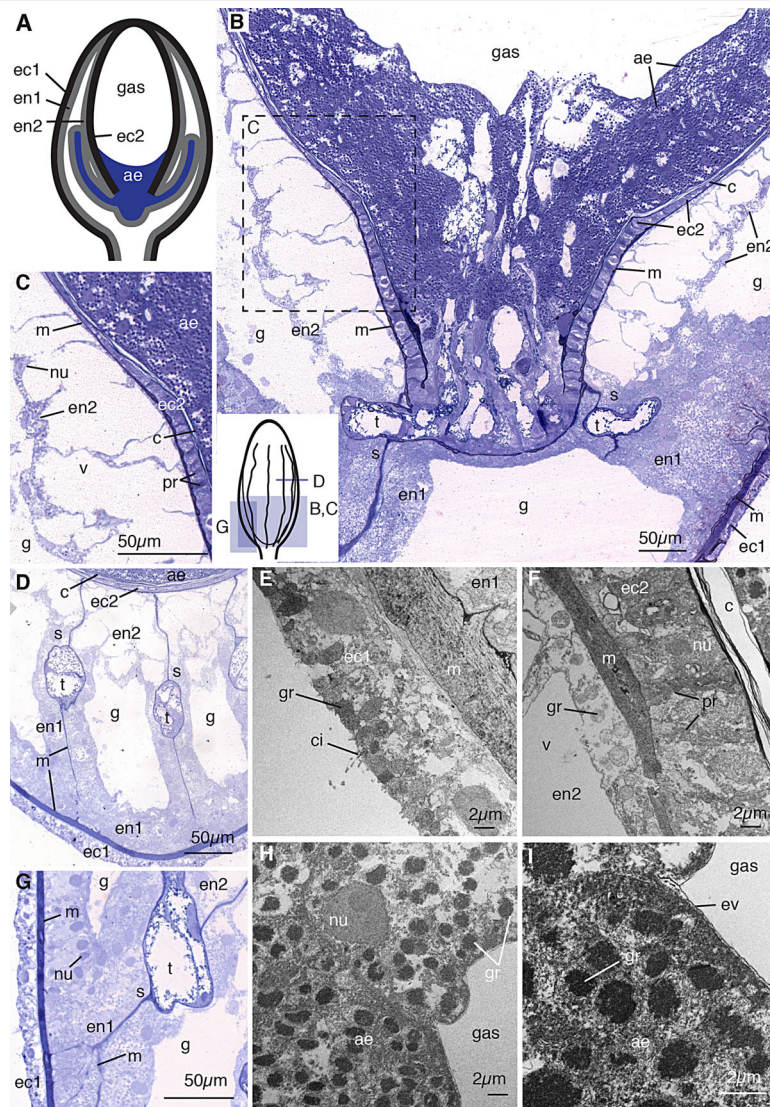 A
ec1
en1
en2
gas
ec2
ae
B
gas
ae
C
c
ec2
en2
m
g
g
en2
m
s
t
t
s
en1
en1
g
m
ec1
50µm
C
m
ae
nu
en2
ec2
c
v
pr
g
50µm
D
B,C
G
D
c
ae
ec2
s
en2
s
t
t
en1
g
g
m
en1
ec1
50µm
E
en1
ec1
m
gr
ci
2µm
F
ec2
c
m
nu
gr
pr
v
en2
2µm
G
g
en2
m
nu
t
s
en1
m
g
ec1
50µm
H
nu
gr
ae
gas
2µm
I
gas
ev
gr
ae
2µm